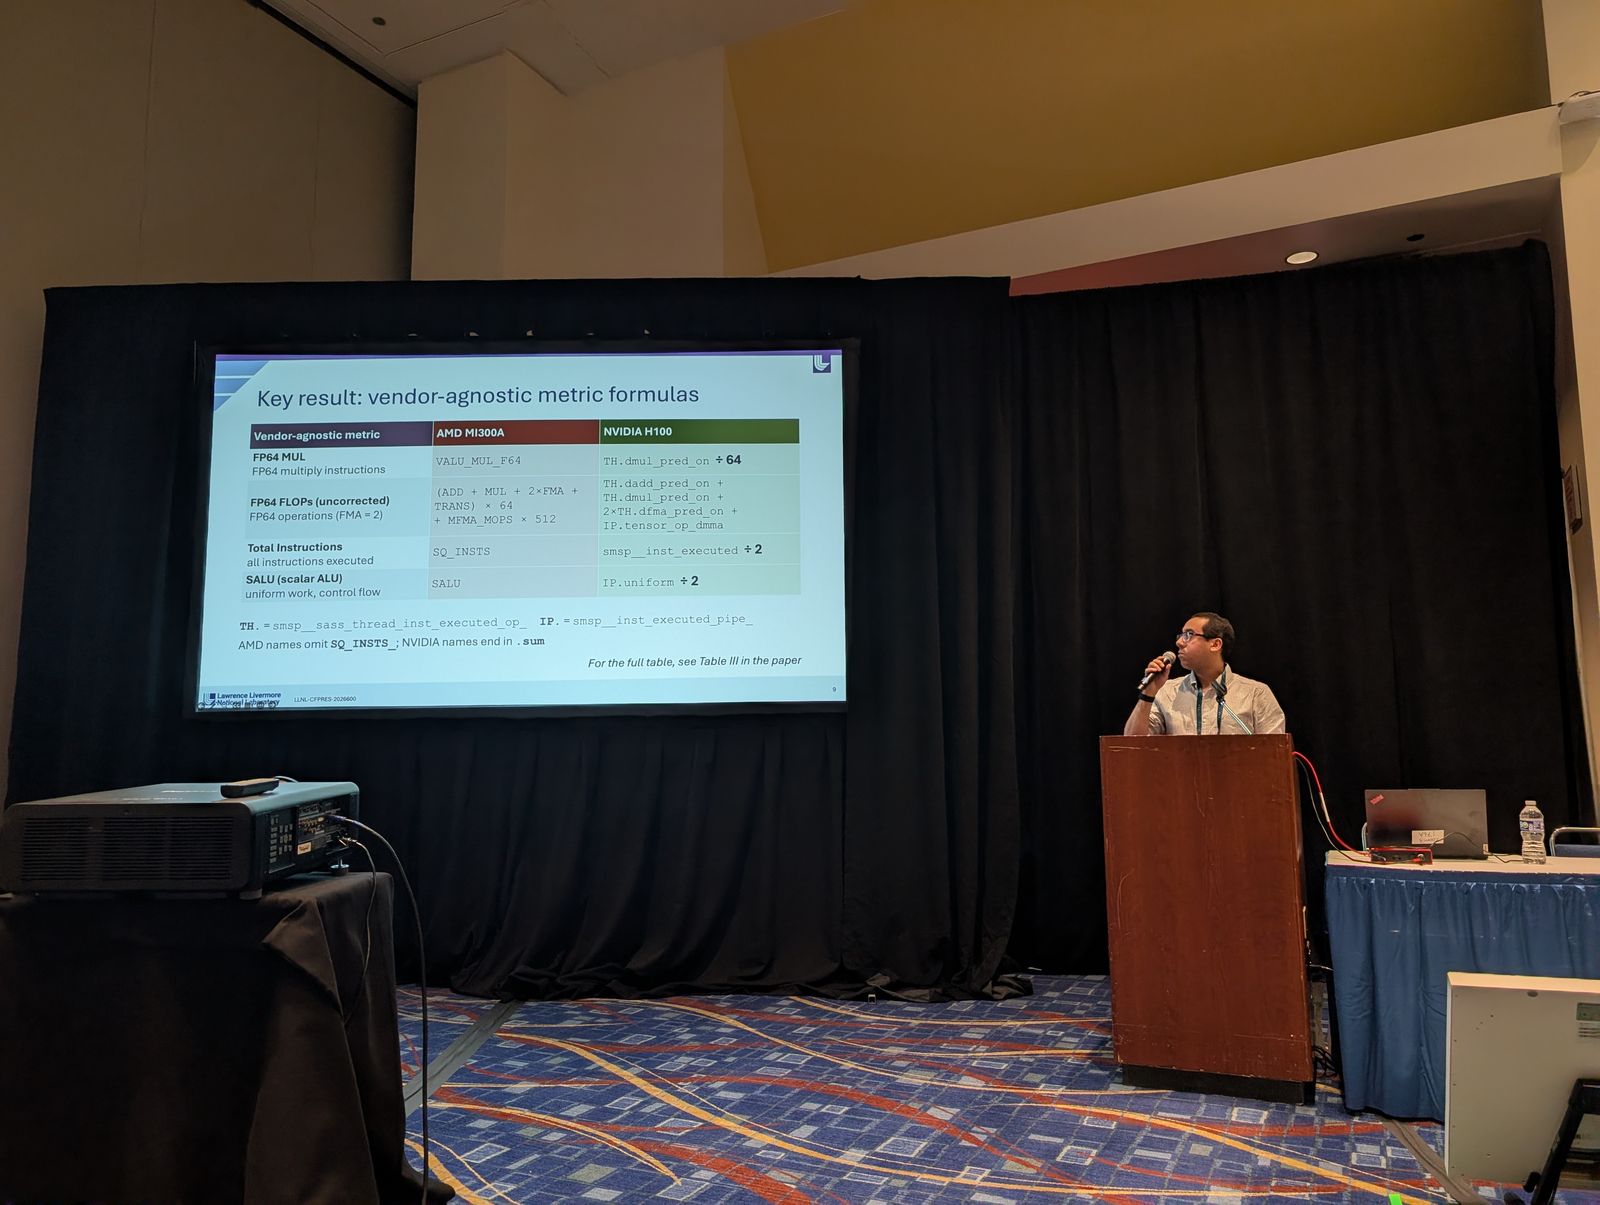 Key result: vendor-agnostic metric formulas
Vendor-agnostic metric
AMD MI300A
NVIDIA H100
FP64 MUL
FP64 multiply instructions
VALU_MUL_F64
TH.dmul_pred_on ÷ 64
FP64 FLOPs (uncorrected)
FP64 operations (FMA = 2)
(ADD + MUL + 2×FMA +
TRANS) × 64
+ MFMA_MOPS × 512
TH.dadd_pred_on +
TH.dmul_pred_on +
2×TH.dfma_pred_on +
IP.tensor_op_dmma
Total Instructions
all instructions executed
SQ_INSTS
smsp__inst_executed ÷ 2
SALU (scalar ALU)
uniform work, control flow
SALU
IP.uniform ÷ 2
TH. = smsp__sass_thread_inst_executed_op_ IP. = smsp__inst_executed_pipe_
AMD names omit SQ_INSTS_; NVIDIA names end in .sum
For the full table, see Table III in the paper
Lawrence Livermore
National Laboratory
LLNL-CFPRES-2026600
9